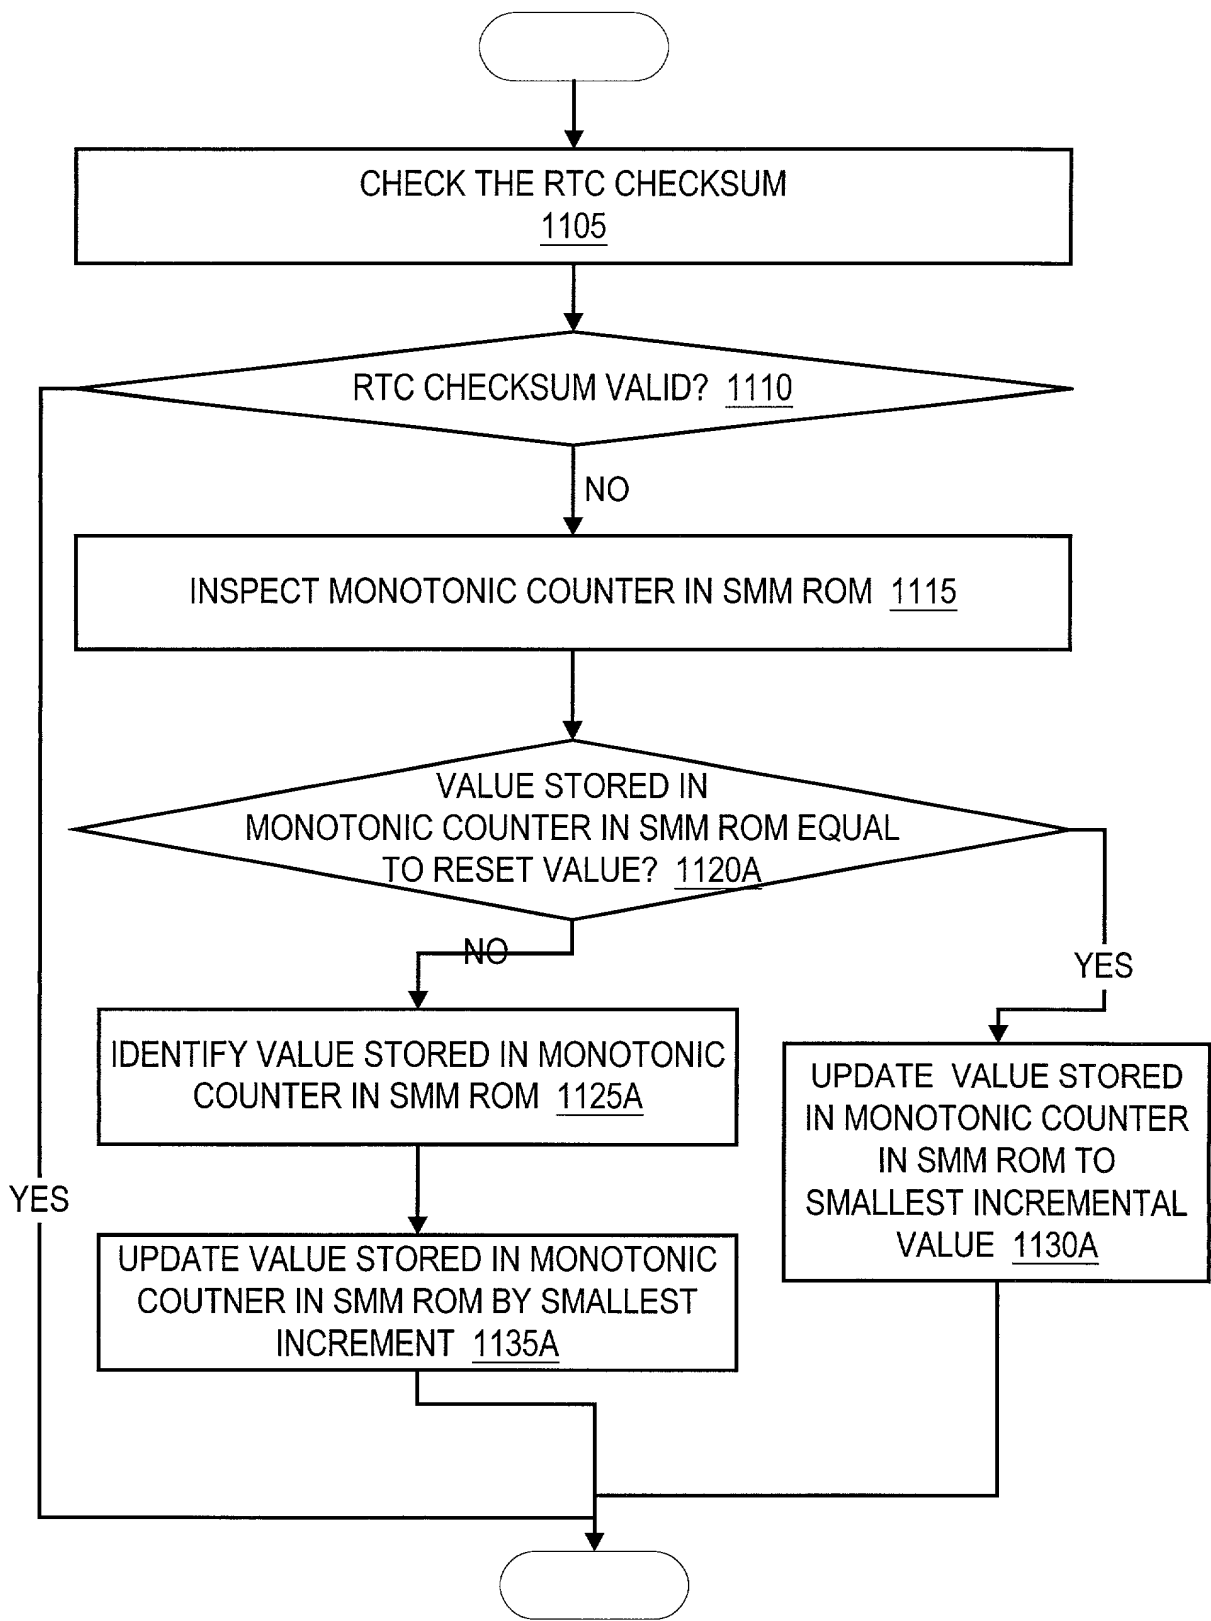 CHECK THE RTC CHECKSUM
1105
RTC CHECKSUM VALID? 1110
NO
INSPECT MONOTONIC COUNTER IN SMM ROM 1115
VALUE STORED IN
MONOTONIC COUNTER IN SMM ROM EQUAL
TO RESET VALUE? 1120A
NO
YES
IDENTIFY VALUE STORED IN MONOTONIC
COUNTER IN SMM ROM 1125A
UPDATE VALUE STORED
IN MONOTONIC COUNTER
IN SMM ROM TO
SMALLEST INCREMENTAL
VALUE 1130A
YES
UPDATE VALUE STORED IN MONOTONIC
COUTNER IN SMM ROM BY SMALLEST
INCREMENT 1135A